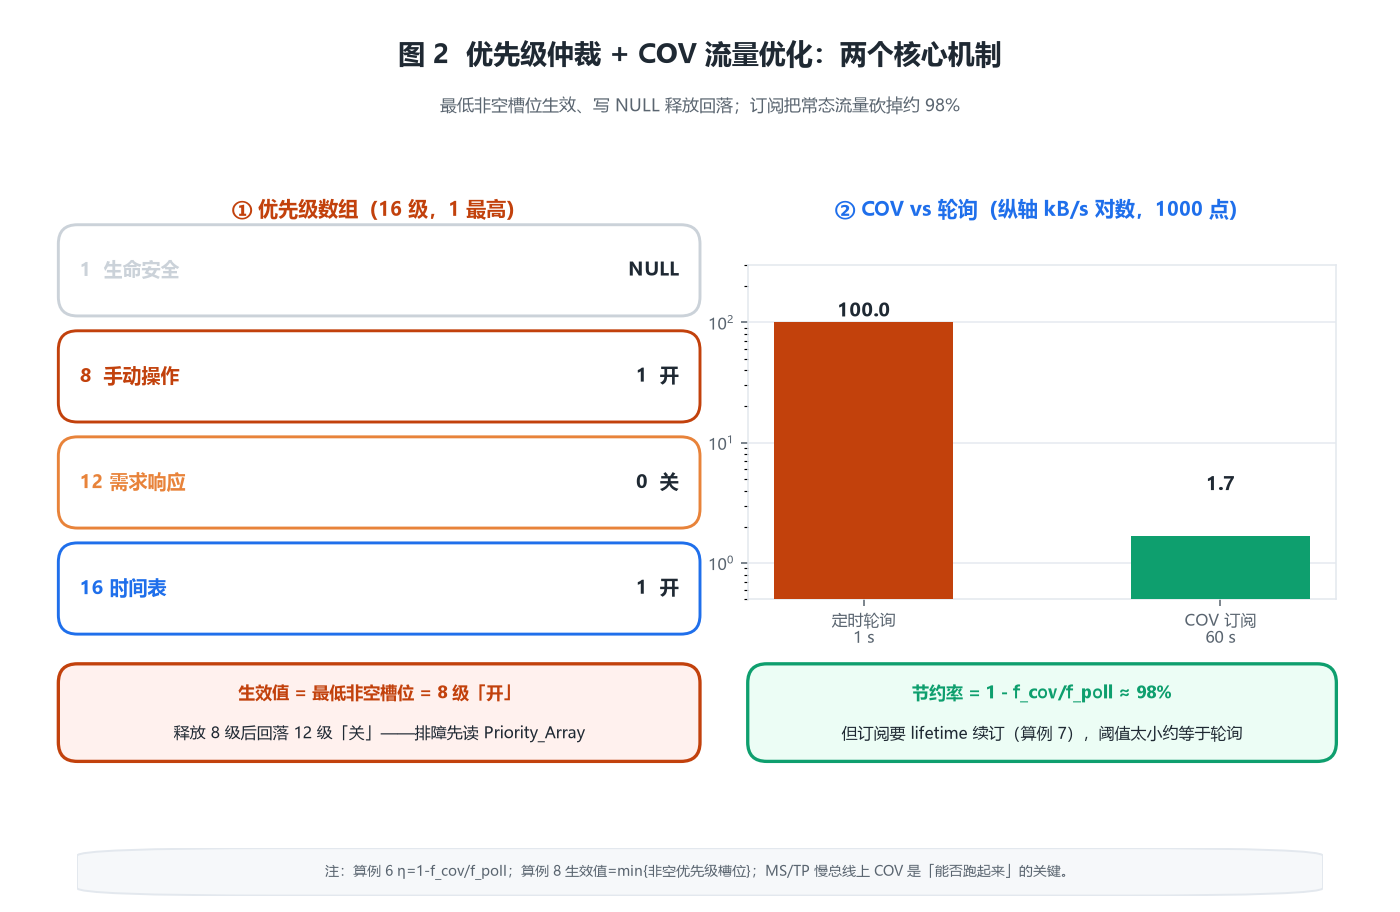 图 2 优先级仲裁 + COV 流量优化：两个核心机制
最低非空槽位生效、写 NULL 释放回落；订阅把常态流量砍掉约 98%
① 优先级数组（16 级，1 最高）
1 生命安全 NULL
8 手动操作 1 开
12 需求响应 0 关
16 时间表 1 开
生效值 = 最低非空槽位 = 8 级「开」
释放 8 级后回落 12 级「关」——排障先读 Priority_Array
② COV vs 轮询（纵轴 kB/s 对数，1000 点）
10²
10¹
10⁰
100.0
1.7
定时轮询
1 s
COV 订阅
60 s
节约率 = 1 - f_cov/f_poll ≈ 98%
但订阅要 lifetime 续订（算例 7），阈值太小约等于轮询
注：算例 6 η=1-f_cov/f_poll；算例 8 生效值=min{非空优先级槽位}；MS/TP 慢总线上 COV 是「能否跑起来」的关键。